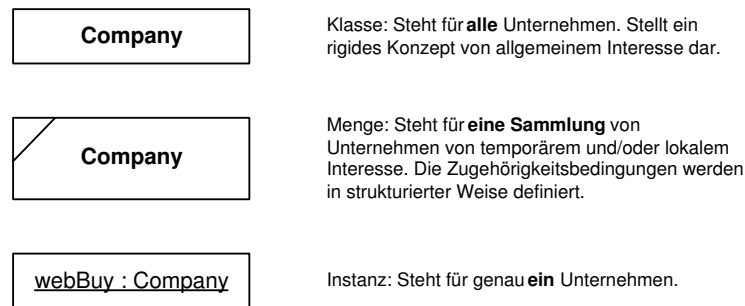 Company
Klasse: Steht für alle Unternehmen. Stellt ein
rigides Konzept von allgemeinem Interesse dar.
Company
Menge: Steht für eine Sammlung von
Unternehmen von temporärem und/oder lokalem
Interesse. Die Zugehörigkeitsbedingungen werden
in strukturierter Weise definiert.
webBuy : Company
Instanz: Steht für genau ein Unternehmen.